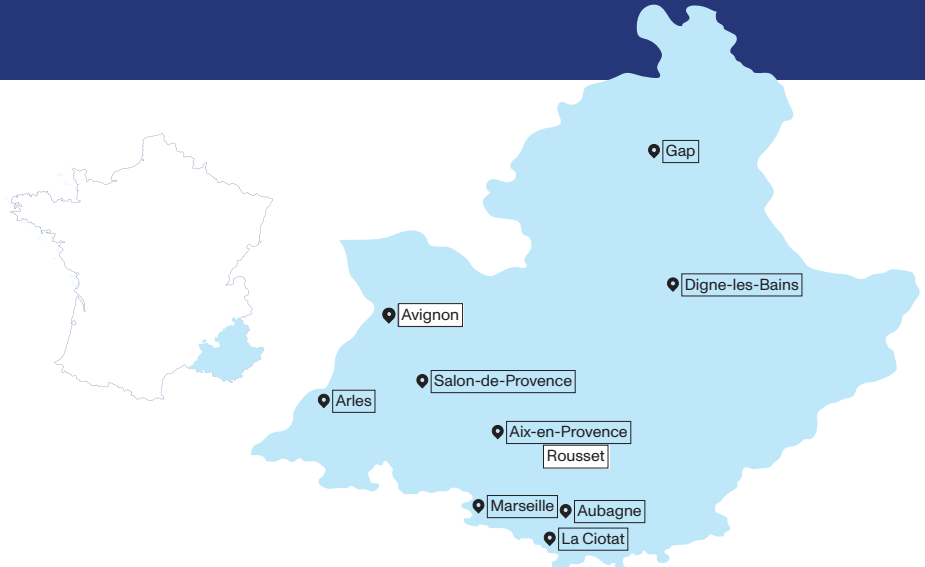 Gap
Digne-les-Bains
Avignon
Salon-de-Provence
Arles
Aix-en-Provence
Rousset
Marseille
Aubagne
La Ciotat